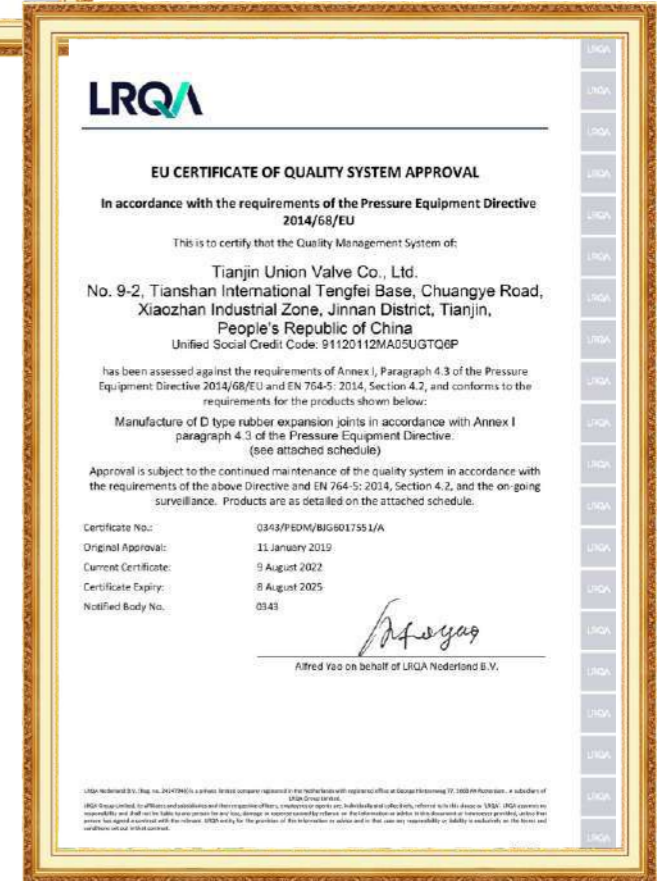 LRQA
EU CERTIFICATE OF QUALITY SYSTEM APPROVAL
In accordance with the requirements of the Pressure Equipment Directive
2014/68/EU
This is to certify that the Quality Management System of:
Tianjin Union Valve Co., Ltd.
No. 9-2, Tianshan International Tengfei Base, Chuangye Road,
Xiaozhan Industrial Zone, Jinnan District, Tianjin,
People's Republic of China
Unified Social Credit Code: 91120112MA05UGTQ6P
has been assessed against the requirements of Annex I, Paragraph 4.3 of the Pressure
Equipment Directive 2014/68/EU and EN 764-5: 2014, Section 4.2, and conforms to the
requirements for the products shown below:
Manufacture of D type rubber expansion joints in accordance with Annex I
paragraph 4.3 of the Pressure Equipment Directive.
(see attached schedule)
Approval is subject to the continued maintenance of the quality system in accordance with
the requirements of the above Directive and EN 764-5: 2014, Section 4.2, and the on-going
surveillance. Products are as detailed on the attached schedule.
Certificate No.: 0343/PEDM/BJG6017551/A
Original Approval: 11 January 2019
Current Certificate: 9 August 2022
Certificate Expiry: 8 August 2025
Notified Body No. 0343
Alfred Yao on behalf of LRQA Nederland B.V.